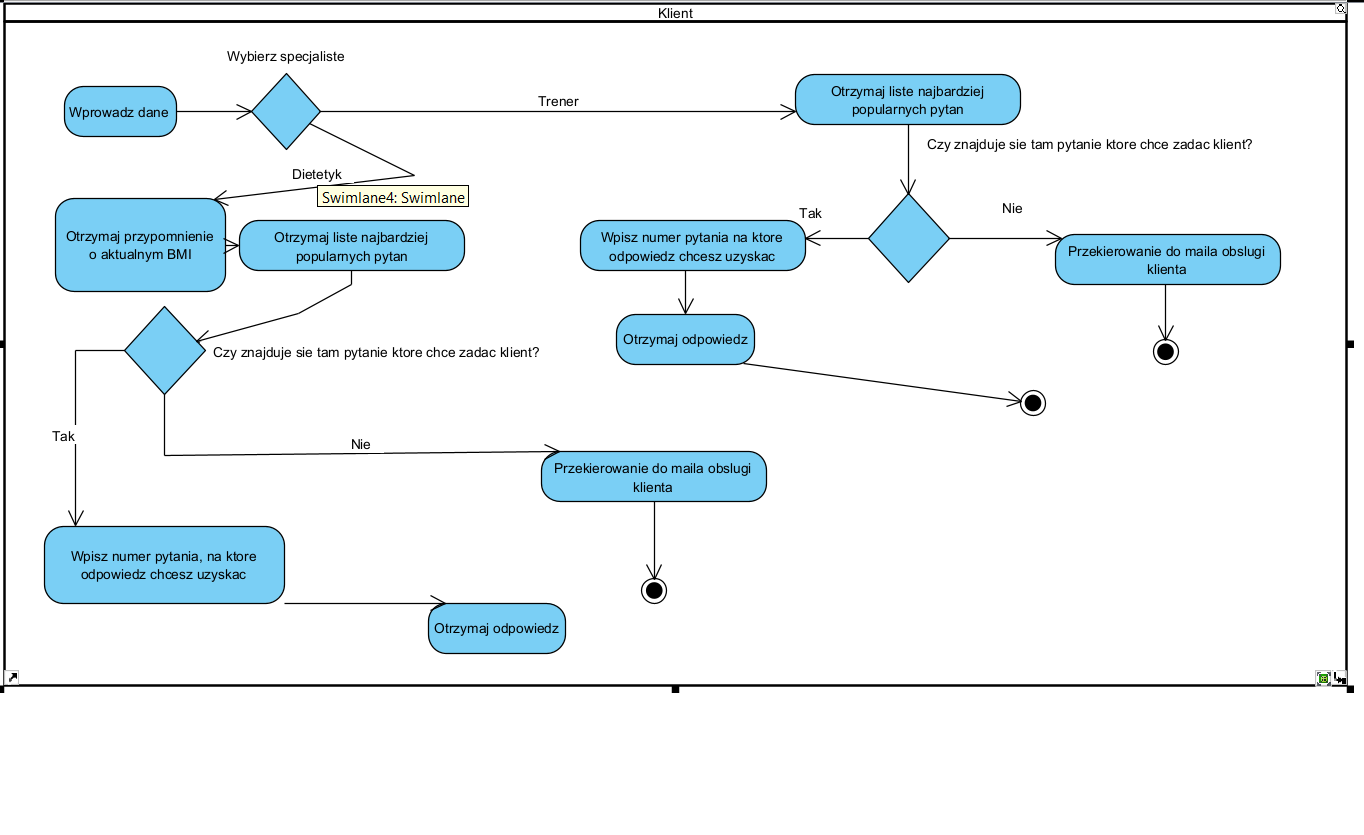 Klient
Wybierz specjaliste
Wprowadz dane
Trener
Otrzymaj liste najbardziej
popularnych pytan
Czy znajduje sie tam pytanie ktore chce zadac klient?
Dietetyk
Swimlane4: Swimlane
Otrzymaj przypomnienie
o aktualnym BMI
Otrzymaj liste najbardziej
popularnych pytan
Tak
Nie
Wpisz numer pytania na ktore
odpowiedz chcesz uzyskac
Przekierowanie do maila obslugi
klienta
Otrzymaj odpowiedz
Czy znajduje sie tam pytanie ktore chce zadac klient?
Tak
Nie
Przekierowanie do maila obslugi
klienta
Wpisz numer pytania, na ktore
odpowiedz chcesz uzyskac
Otrzymaj odpowiedz